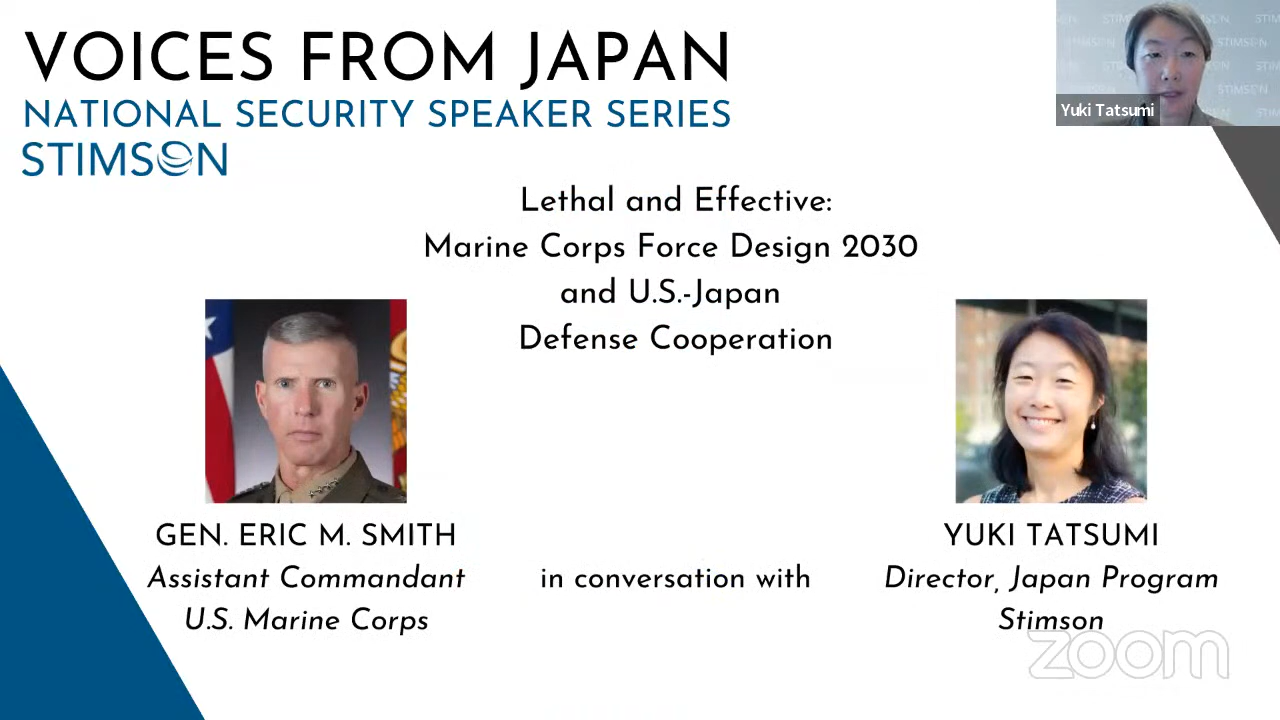 VOICES FROM JAPAN
NATIONAL SECURITY SPEAKER SERIES
STIMSON
Yuki Tatsumi
Lethal and Effective:
Marine Corps Force Design 2030
and U.S.-Japan
Defense Cooperation
GEN. ERIC M. SMITH
Assistant Commandant
U.S. Marine Corps
in conversation with
YUKI TATSUMI
Director, Japan Program
Stimson
zoom